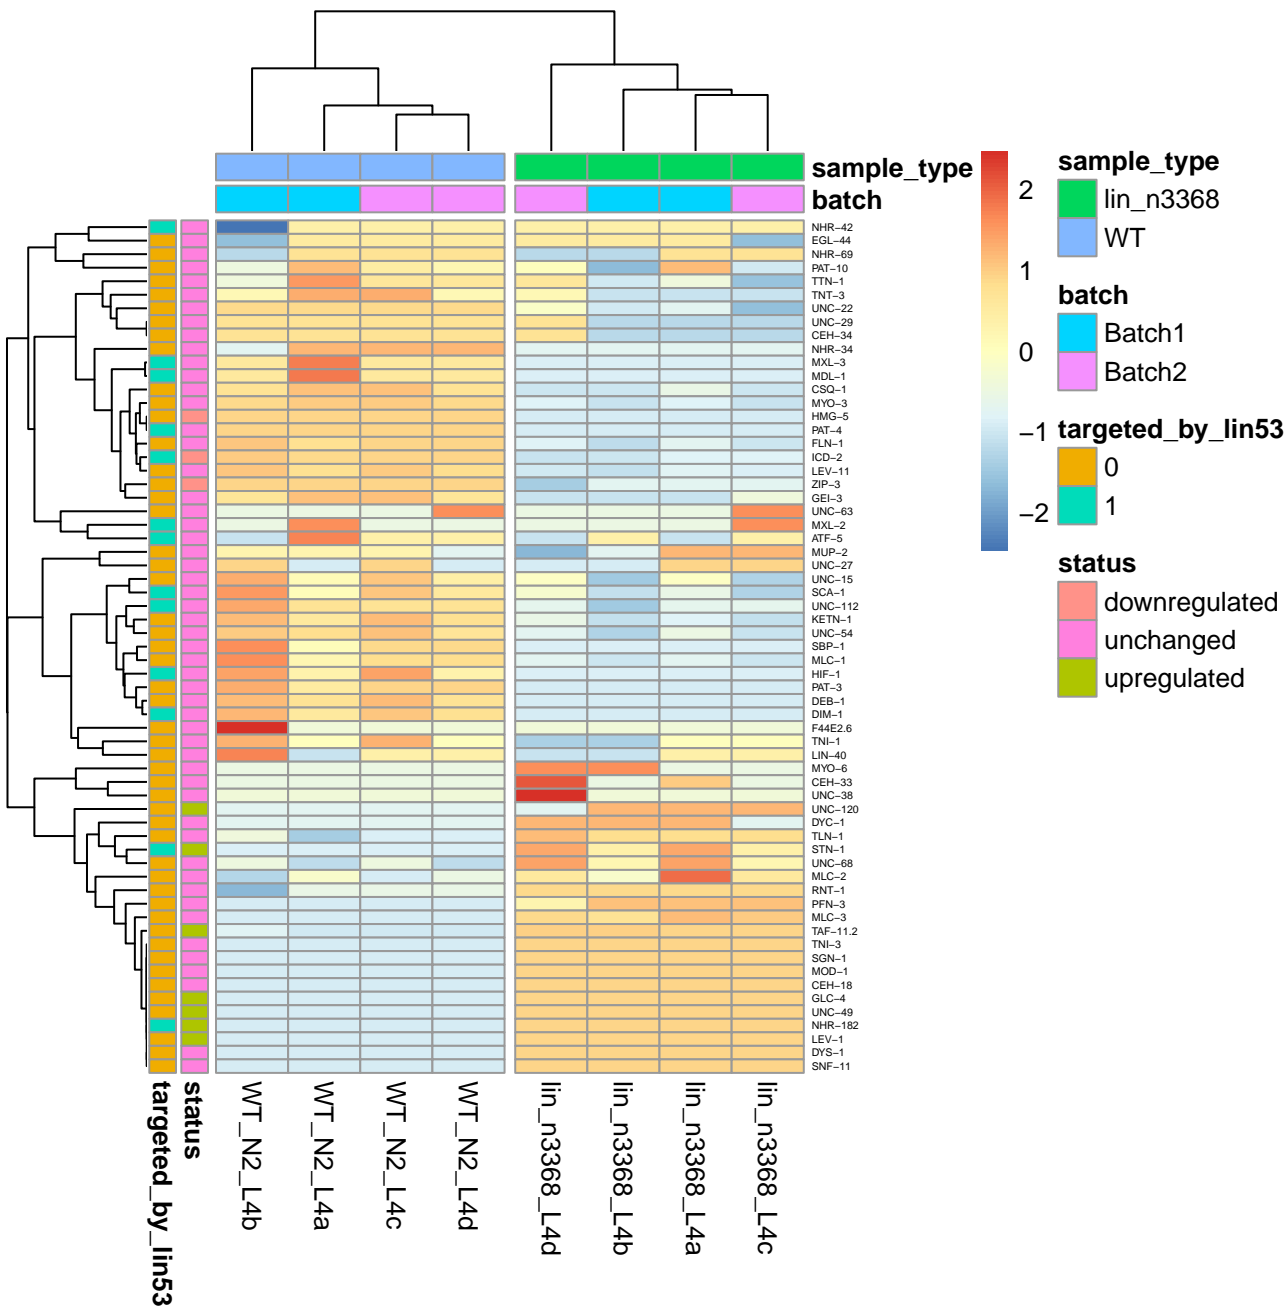 sample_type
batch
NHR−42
EGL−44
NHR−69
PAT−10
TTN−1
TNT−3
UNC−22
UNC−29
CEH−34
NHR−34
MXL−3
MDL−1
CSQ−1
MYO−3
HMG−5
PAT−4
FLN−1
ICD−2
LEV−11
ZIP−3
GEI−3
UNC−63
MXL−2
ATF−5
MUP−2
UNC−27
UNC−15
SCA−1
UNC−112
KETN−1
UNC−54
SBP−1
MLC−1
HIF−1
PAT−3
DEB−1
DIM−1
F44E2.6
TNI−1
LIN−40
MYO−6
CEH−33
UNC−38
UNC−120
DYC−1
TLN−1
STN−1
UNC−68
MLC−2
RNT−1
PFN−3
MLC−3
TAF−11.2
TNI−3
SGN−1
MOD−1
CEH−18
GLC−4
UNC−49
NHR−182
LEV−1
DYS−1
SNF−11
targeted_by_lin53
status
WT_N2_L4b
WT_N2_L4a
WT_N2_L4c
WT_N2_L4d
lin_n3368_L4d
lin_n3368_L4b
lin_n3368_L4a
lin_n3368_L4c
2
1
0
−1
−2
sample_type
lin_n3368
WT
batch
Batch1
Batch2
targeted_by_lin53
0
1
status
downregulated
unchanged
upregulated